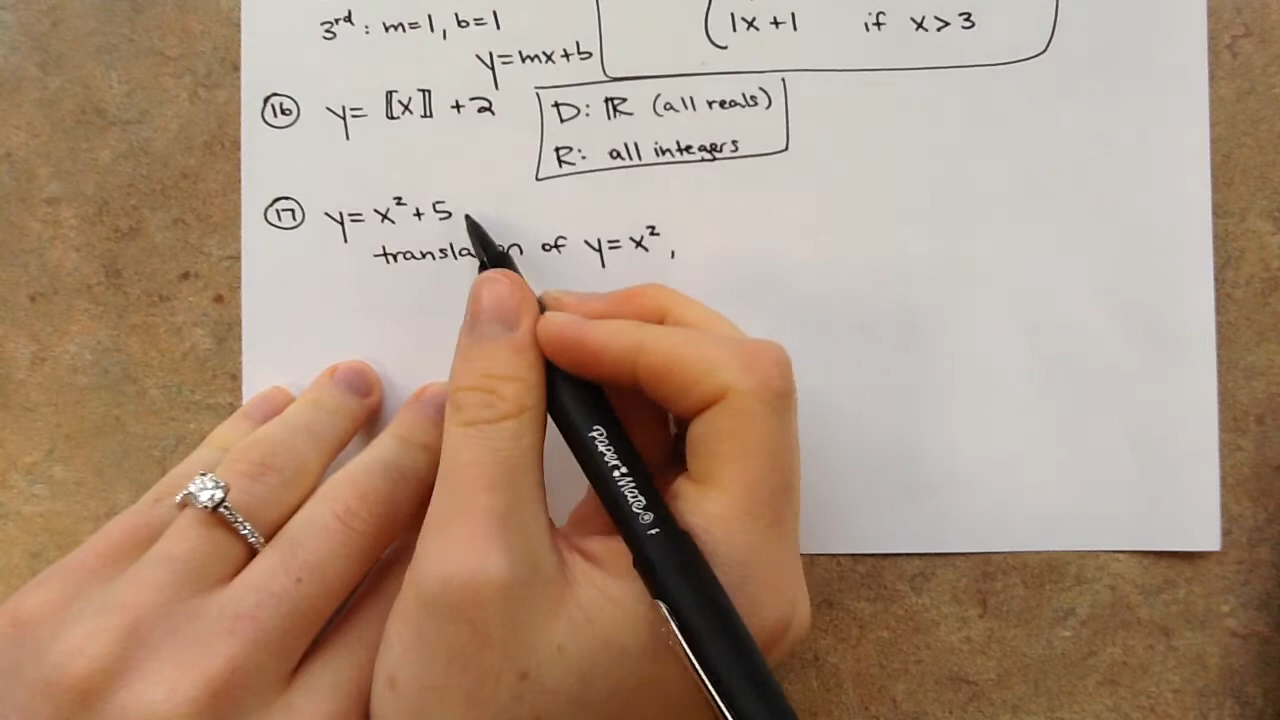 3rd : m=1, b=1
y=mx+b
1x+1 if x>3
16 y= ⟦x⟧ +2
D: ℝ (all reals)
R: all integers
17 y= x² + 5
translation of y=x²,
Paper Mate®